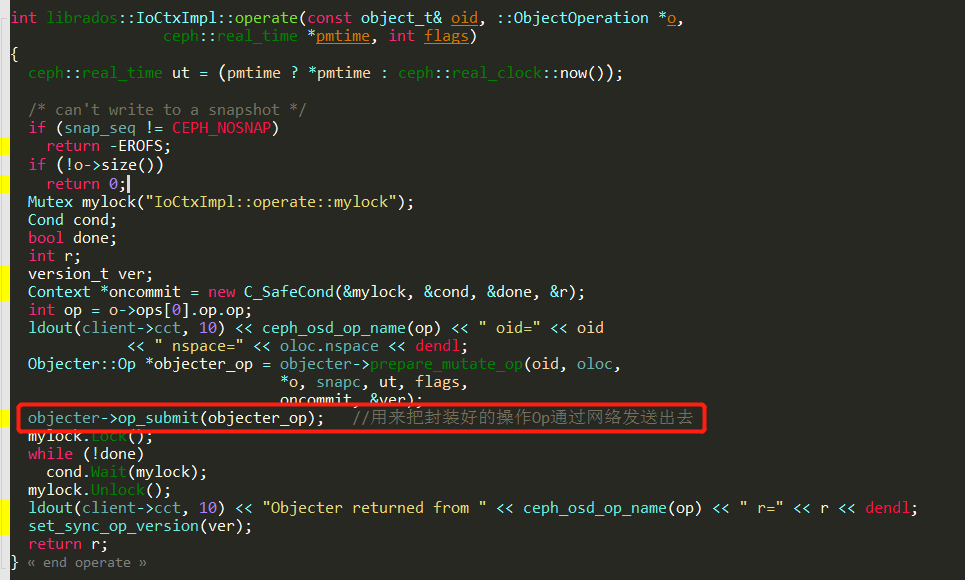 int librados::IoCtxImpl::operate(const object_t& oid, ::ObjectOperation *o,
ceph::real_time *pmtime, int flags)
{
ceph::real_time ut = (pmtime ? *pmtime : ceph::real_clock::now());
/* can't write to a snapshot */
if (snap_seq != CEPH_NOSNAP)
return -EROFS;
if (!o->size())
return 0;
Mutex mylock("IoCtxImpl::operate::mylock");
Cond cond;
bool done;
int r;
version_t ver;
Context *oncommit = new C_SafeCond(&mylock, &cond, &done, &r);
int op = o->ops[0].op.op;
ldout(client->cct, 10) << ceph_osd_op_name(op) << " oid=" << oid
<< " nspace=" << oloc.nspace << dendl;
Objecter::Op *objecter_op = objecter->prepare_mutate_op(oid, oloc,
*o, snapc, ut, flags,
oncommit, &ver);
objecter->op_submit(objecter_op); //用来把封装好的操作Op通过网络发送出去
mylock.Lock();
while (!done)
cond.Wait(mylock);
mylock.Unlock();
ldout(client->cct, 10) << "Objecter returned from " << ceph_osd_op_name(op) << " r=" << r << dendl;
set_sync_op_version(ver);
return r;
} « end operate »